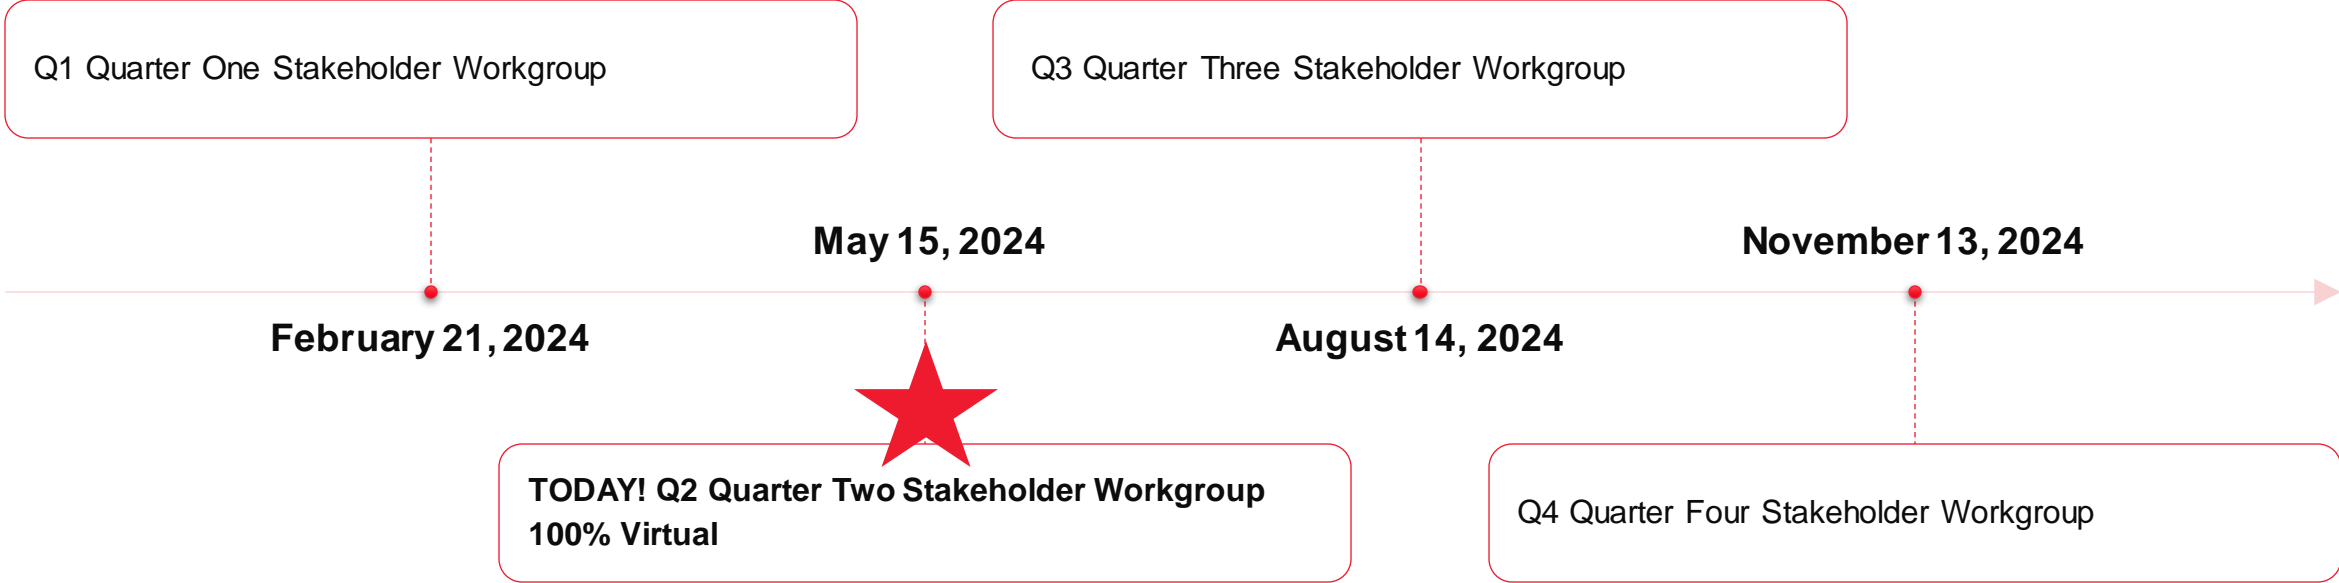 Q1 Quarter One Stakeholder Workgroup
Q3 Quarter Three Stakeholder Workgroup
May 15, 2024
November 13, 2024
February 21, 2024
August 14, 2024
TODAY! Q2 Quarter Two Stakeholder Workgroup
100% Virtual
Q4 Quarter Four Stakeholder Workgroup